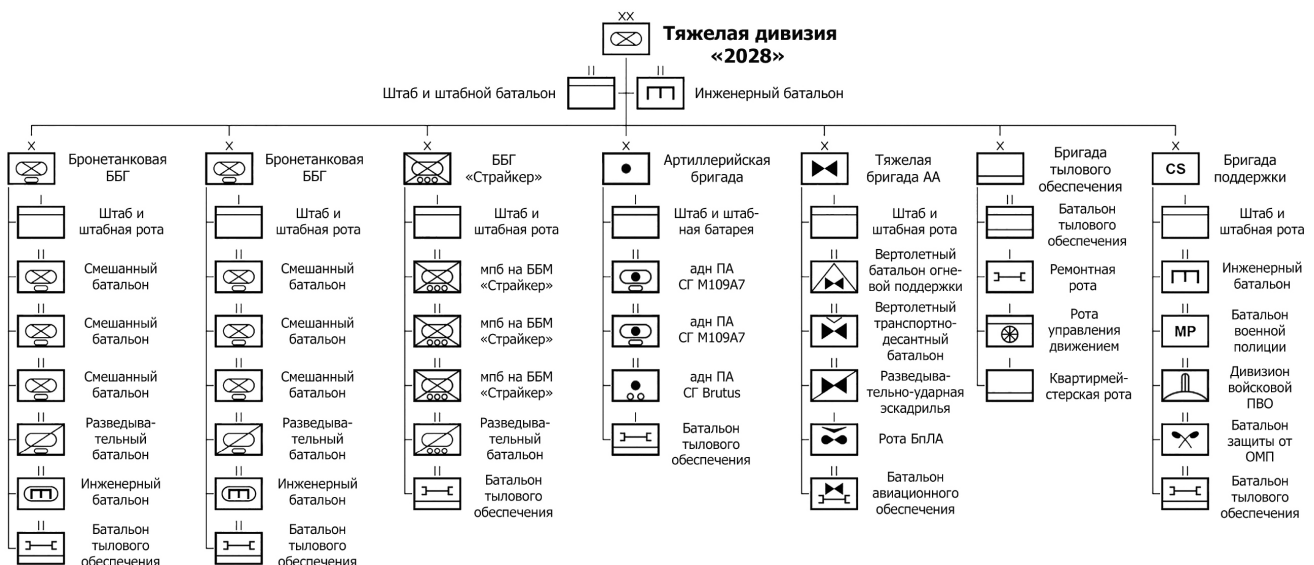 XX
Тяжелая дивизия
«2028»
Штаб и штабной батальон
Инженерный батальон
X
Бронетанковая
ББГ
Штаб и
штабная рота
Смешанный
батальон
Смешанный
батальон
Смешанный
батальон
Разведыва-
тельный
батальон
Инженерный
батальон
Батальон
тылового
обеспечения
X
Бронетанковая
ББГ
Штаб и
штабная рота
Смешанный
батальон
Смешанный
батальон
Смешанный
батальон
Разведыва-
тельный
батальон
Инженерный
батальон
Батальон
тылового
обеспечения
X
ББГ
«Страйкер»
Штаб и
штабная рота
мпб на ББМ
«Страйкер»
мпб на ББМ
«Страйкер»
мпб на ББМ
«Страйкер»
Разведыва-
тельный
батальон
Батальон
тылового
обеспечения
X
Артиллерийская
бригада
Штаб и штаб-
ная батарея
адн ПА
СГ M109A7
адн ПА
СГ M109A7
адн ПА
СГ Brutus
Батальон
тылового
обеспечения
X
Тяжелая
бригада АА
Штаб и
штабная рота
Вертолетный
батальон огне-
вой поддержки
Вертолетный
транспортно-
десантный
батальон
Разведыва-
тельно-ударная
эскадрилья
Рота БпЛА
Батальон
авиационного
обеспечения
X
Бригада
тылового
обеспечения
Батальон
тылового
обеспечения
Ремонтная
рота
Рота
управления
движением
Квартирмей-
стерская рота
X
CS
Бригада
поддержки
Штаб и
штабная рота
Инженерный
батальон
MP
Батальон
военной
полиции
Дивизион
войсковой
ПВО
Батальон
защиты от
ОМП
Батальон
тылового
обеспечения